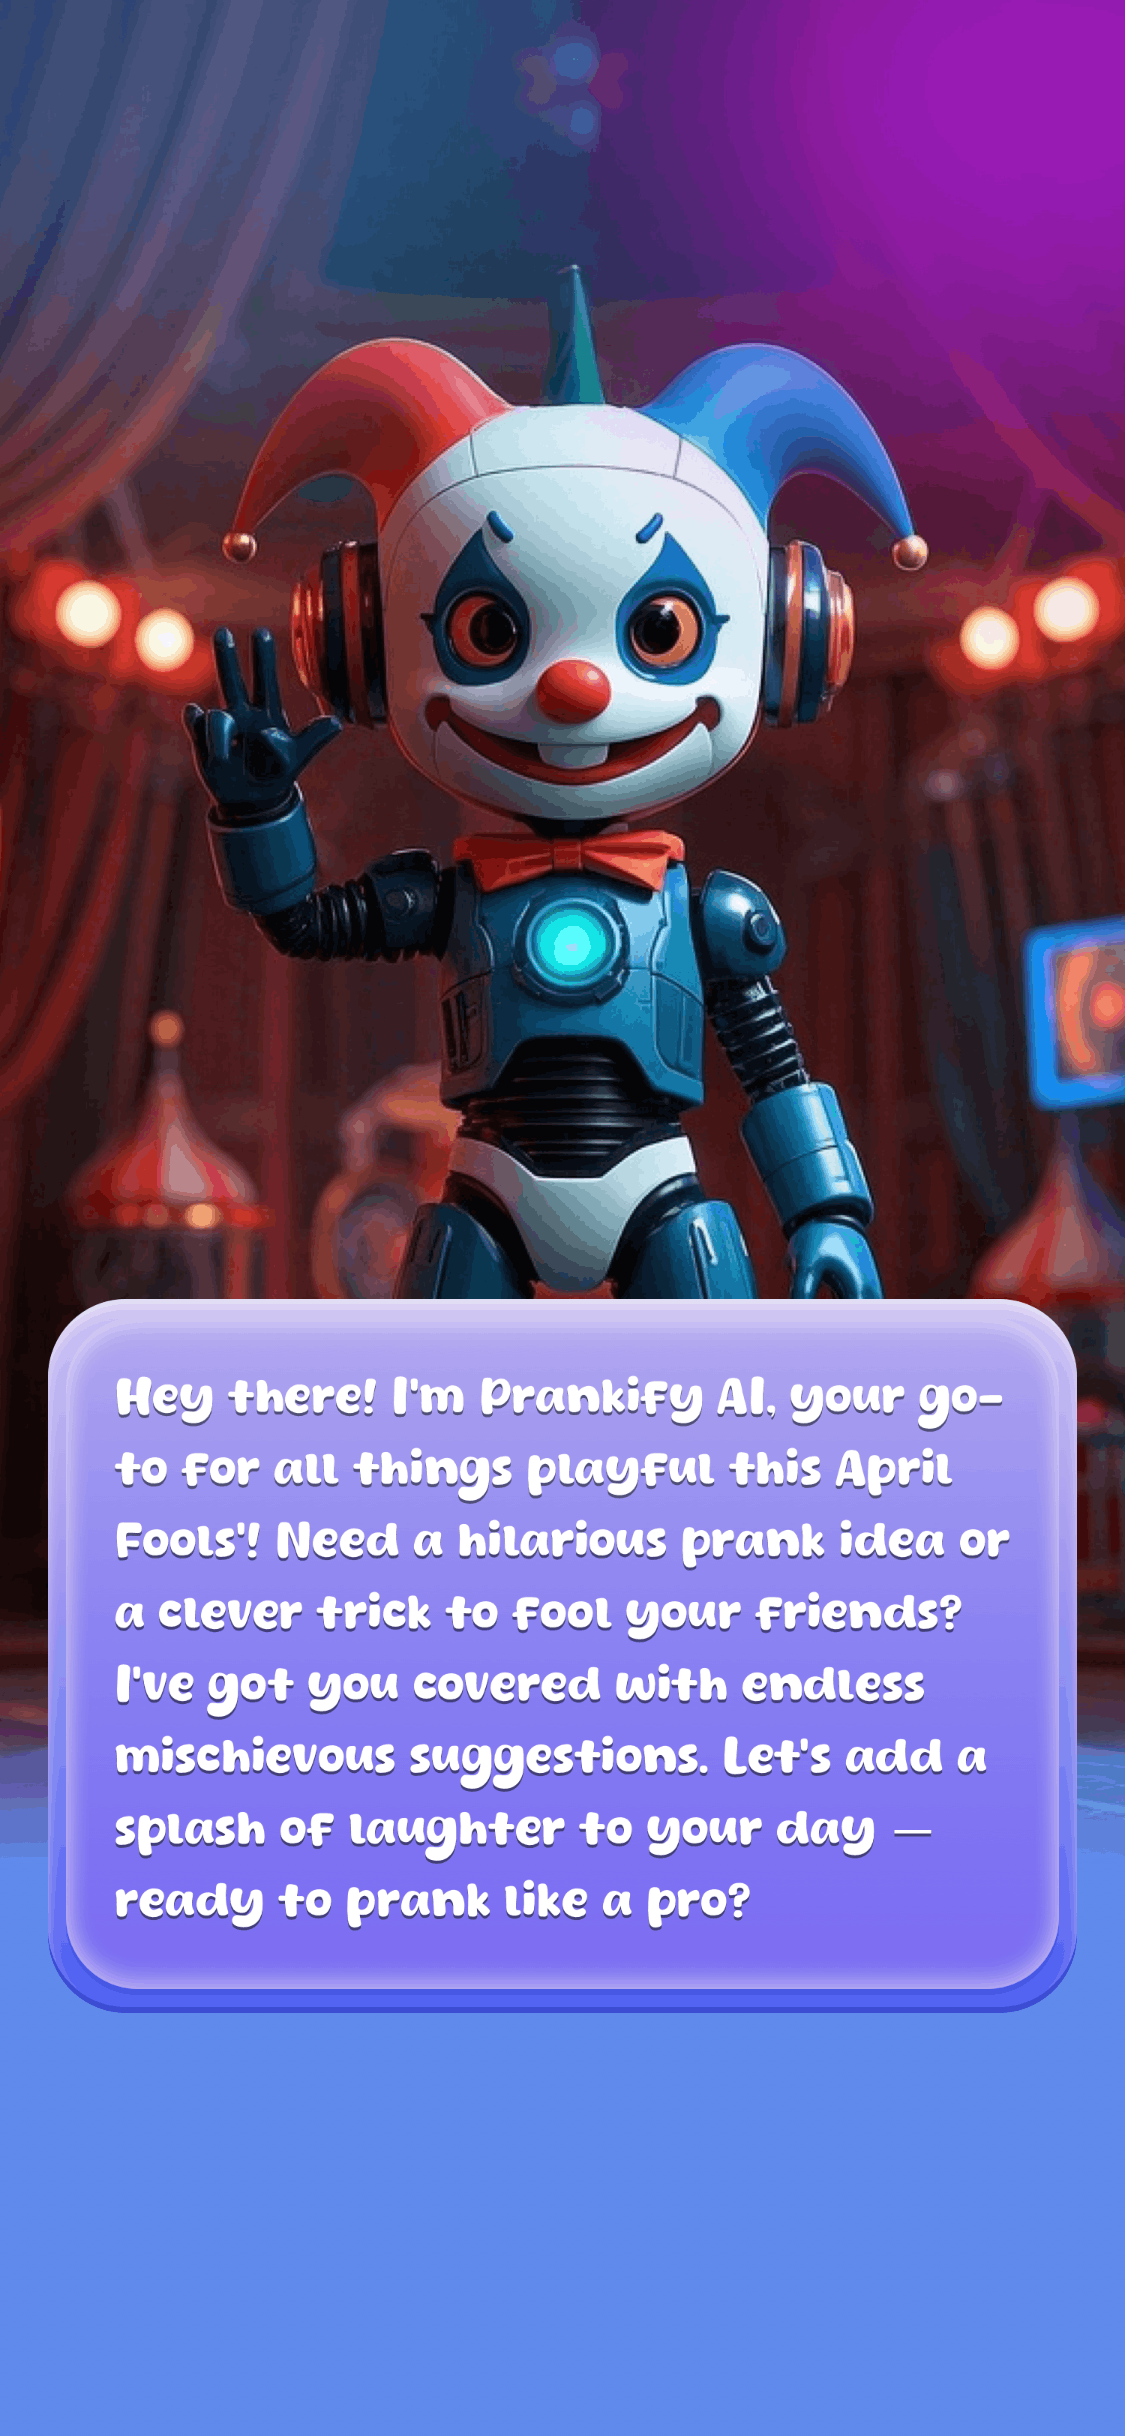 Hey there! I'm Prankify AI, your go-
to for all things playful this April
Fools'! Need a hilarious prank idea or
a clever trick to fool your friends?
I've got you covered with endless
mischievous suggestions. Let's add a
splash of laughter to your day —
ready to prank like a pro?